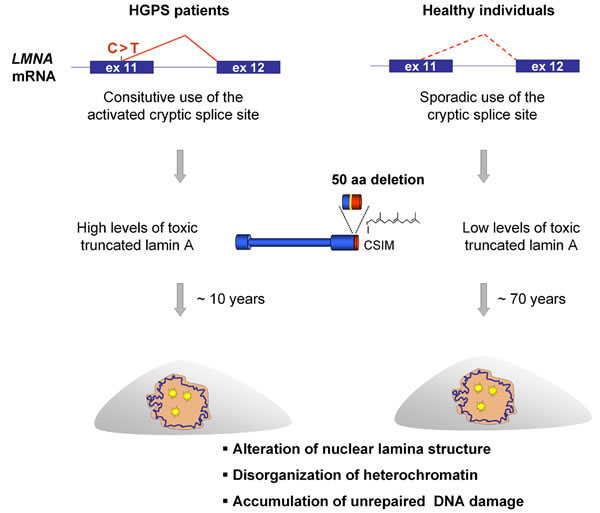 HGPS patients
Healthy individuals
LMNA
mRNA
C>T
ex 11
ex 12
ex 11
ex 12
Consitutive use of the
activated cryptic splice site
Sporadic use of the
cryptic splice site
50 aa deletion
High levels of toxic
truncated lamin A
CSIM
Low levels of toxic
truncated lamin A
~ 10 years
~ 70 years
▪ Alteration of nuclear lamina structure
▪ Disorganization of heterochromatin
▪ Accumulation of unrepaired DNA damage